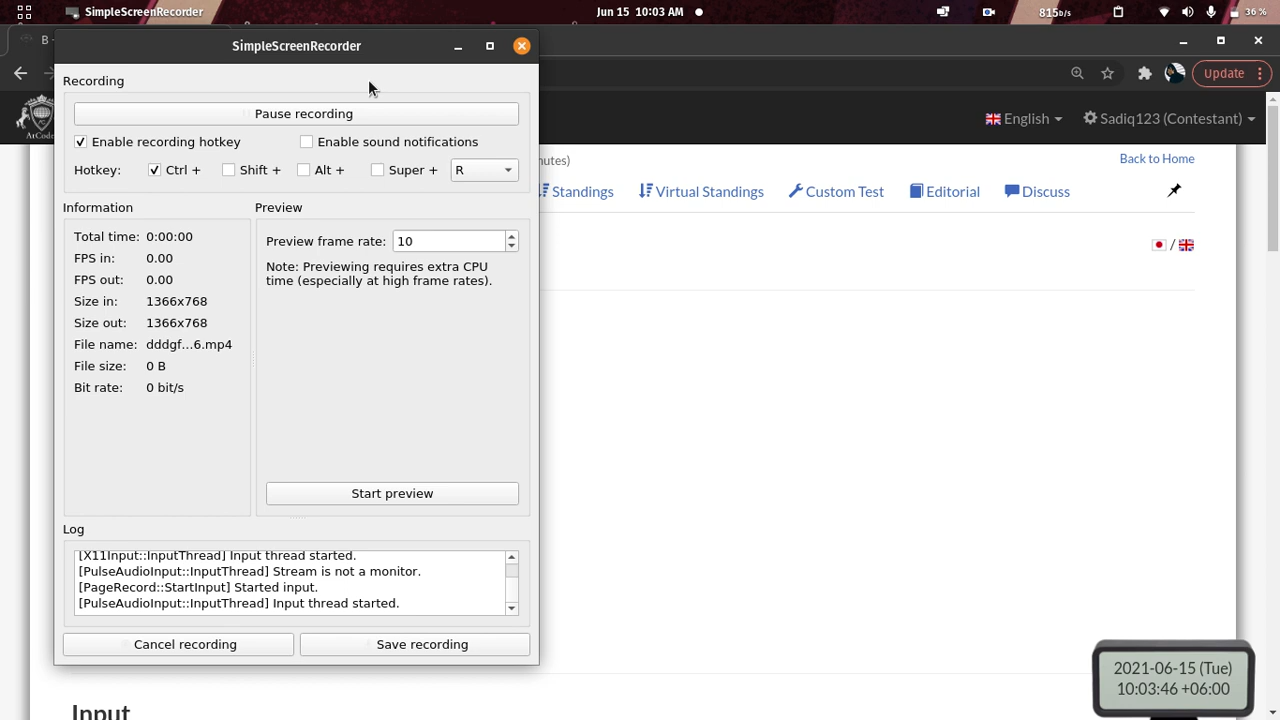 SimpleScreenRecorder
Jun 15 10:03 AM
815b/s
36 %
B
SimpleScreenRecorder
Update
Recording
Pause recording
Enable recording hotkey
Enable sound notifications
Hotkey: Ctrl + Shift + Alt + Super + R
Information
Total time: 0:00:00
FPS in: 0.00
FPS out: 0.00
Size in: 1366x768
Size out: 1366x768
File name: dddgf...6.mp4
File size: 0 B
Bit rate: 0 bit/s
Preview
Preview frame rate: 10
Note: Previewing requires extra CPU
time (especially at high frame rates).
Start preview
Log
[X11Input::InputThread] Input thread started.
[PulseAudioInput::InputThread] Stream is not a monitor.
[PageRecord::StartInput] Started input.
[PulseAudioInput::InputThread] Input thread started.
Cancel recording
Save recording
AtCode
English
Sadiq123 (Contestant)
nutes)
Back to Home
Standings
Virtual Standings
Custom Test
Editorial
Discuss
/
Input
2021-06-15 (Tue)
10:03:46 +06:00